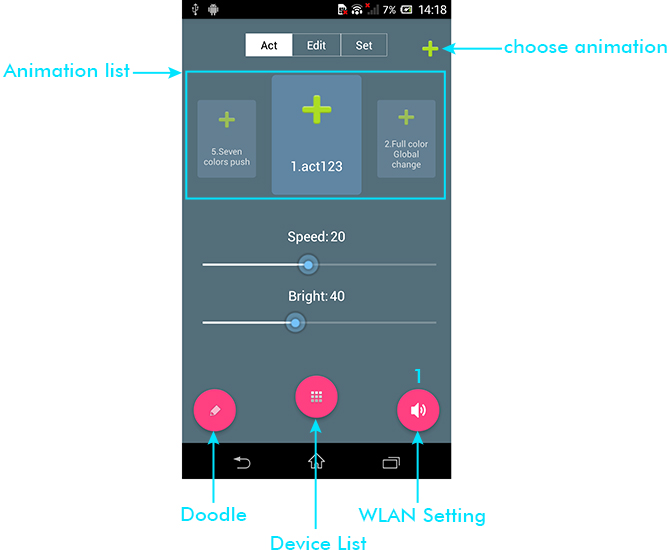 7% 14:18
Act Edit Set
choose animation
Animation list
5.Seven
colors push
1.act123
2.Full color
Global
change
Speed:20
Bright:40
1
Doodle
Device List
WLAN Setting